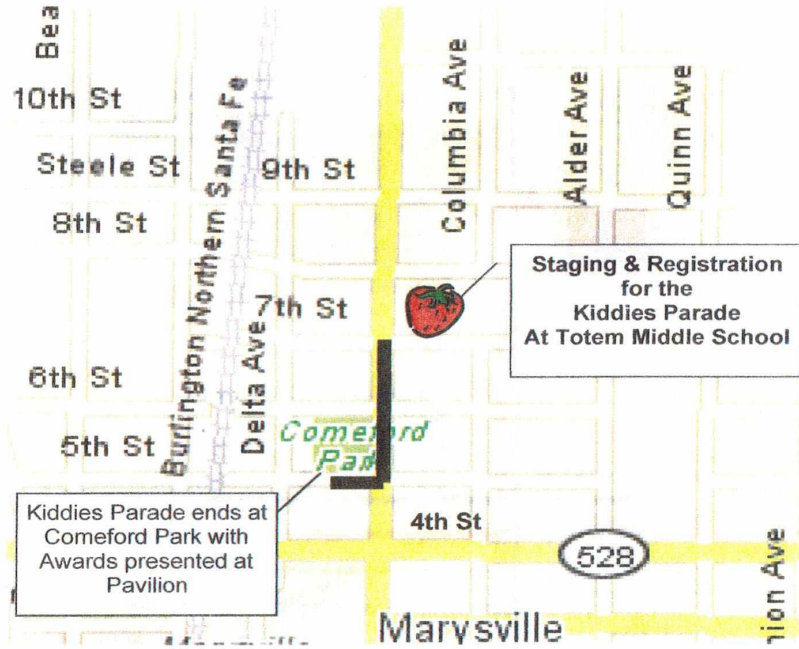 Bea
10th St
Burlington Northern Santa Fe
Columbia Ave
Alder Ave
Quinn Ave
Steele St
9th St
8th St
Staging & Registration
for the
Kiddies Parade
At Totem Middle School
7th St
Delta Ave
6th St
5th St
Comeford
Park
Kiddies Parade ends at
Comeford Park with
Awards presented at
Pavilion
4th St
528
nion Ave
Marysville